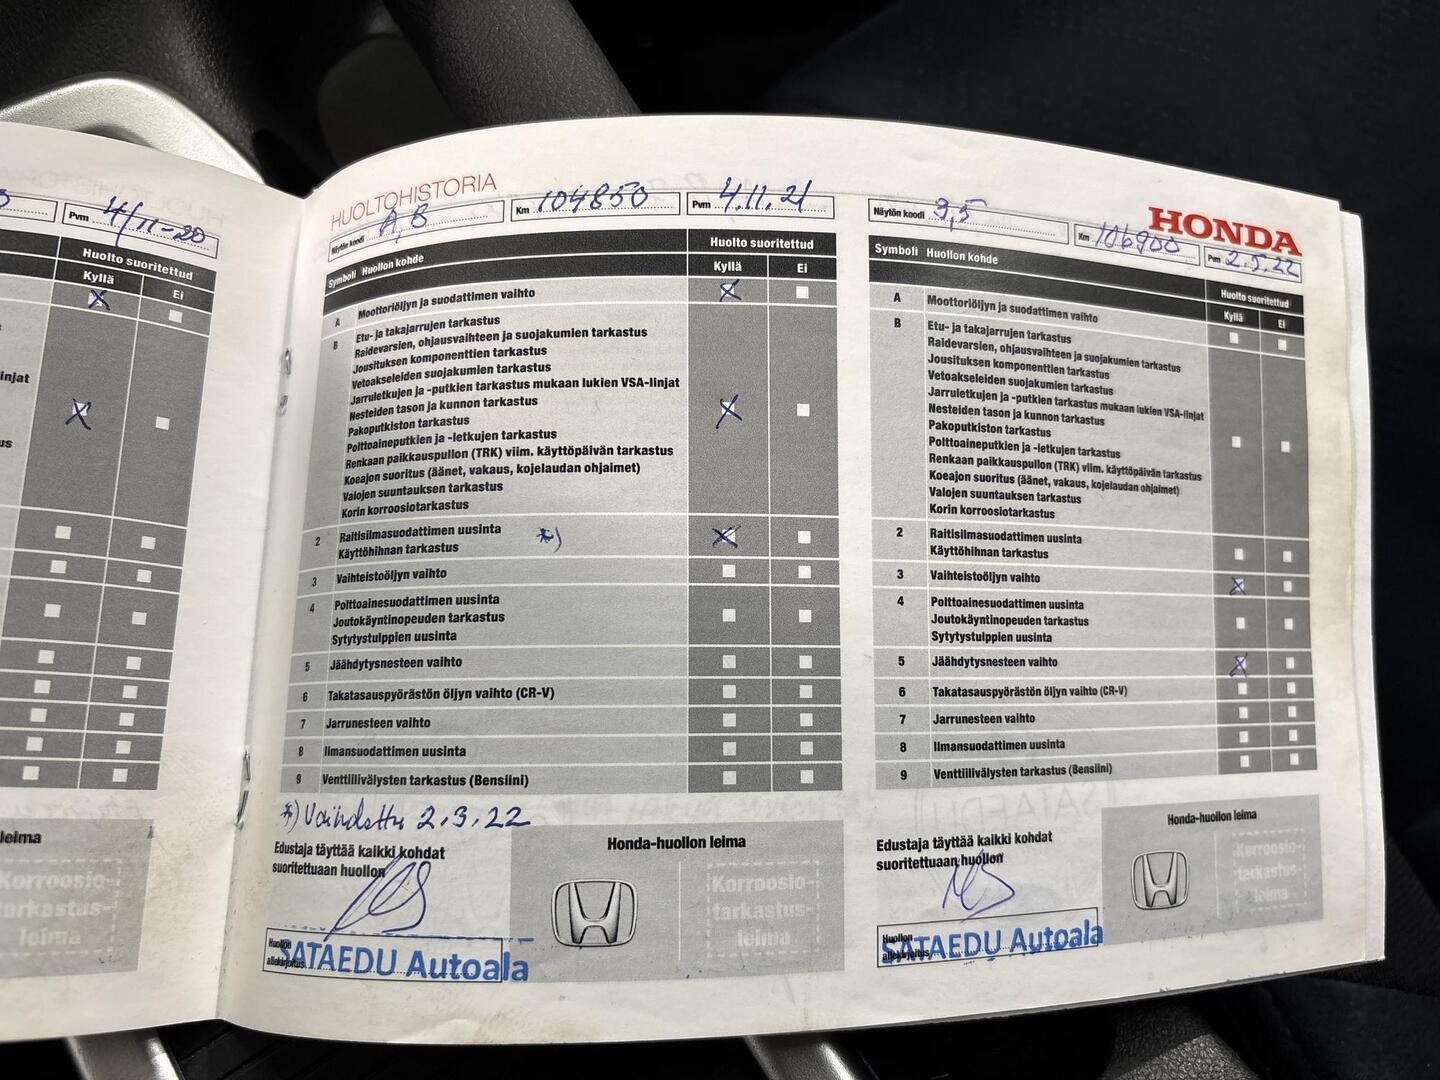 Pvm 4/11-20
Huolto suoritettud
Kyllä Ei
injat
us
leima
Korroosio-
tarkastus-
leima
HUOLTOHISTORIA
Näytön koodi A, B Km 104850 Pvm 4.11.21
Symboli Huollon kohde Huolto suoritettud
Kyllä Ei
A Moottoriöljyn ja suodattimen vaihto
B Etu- ja takajarrujen tarkastus
Raidevarsien, ohjausvaihteen ja suojakumien tarkastus
Jousituksen komponenttien tarkastus
Vetoakseleiden suojakumien tarkastus
Jarruletkujen ja -putkien tarkastus mukaan lukien VSA-linjat
Nesteiden tason ja kunnon tarkastus
Pakoputkiston tarkastus
Polttoaineputkien ja -letkujen tarkastus
Renkaan paikkauspullon (TRK) viim. käyttöpäivän tarkastus
Koeajon suoritus (äänet, vakaus, kojelaudan ohjaimet)
Valojen suuntauksen tarkastus
Korin korroosiotarkastus
2 Raitisilmasuodattimen uusinta *)
Käyttöhihnan tarkastus
3 Vaihteistoöljyn vaihto
4 Polttoainesuodattimen uusinta
Joutokäyntinopeuden tarkastus
Sytytystulppien uusinta
5 Jäähdytysnesteen vaihto
6 Takatasauspyörästön öljyn vaihto (CR-V)
7 Jarrunesteen vaihto
8 Ilmansuodattimen uusinta
9 Venttiilivälysten tarkastus (Bensiini)
*) Vaihdettu 2.3.22
Edustaja täyttää kaikki kohdat
suoritettuaan huollon
Honda-huollon leima
Korroosio-
tarkastus-
leima
Huollon
allekirjoitus
SATAEDU Autoala
HONDA
Näytön koodi 3,5 Km 106900 Pvm 2.5.22
Symboli Huollon kohde Huolto suoritettud
Kyllä Ei
A Moottoriöljyn ja suodattimen vaihto
B Etu- ja takajarrujen tarkastus
Raidevarsien, ohjausvaihteen ja suojakumien tarkastus
Jousituksen komponenttien tarkastus
Vetoakseleiden suojakumien tarkastus
Jarruletkujen ja -putkien tarkastus mukaan lukien VSA-linjat
Nesteiden tason ja kunnon tarkastus
Pakoputkiston tarkastus
Polttoaineputkien ja -letkujen tarkastus
Renkaan paikkauspullon (TRK) viim. käyttöpäivän tarkastus
Koeajon suoritus (äänet, vakaus, kojelaudan ohjaimet)
Valojen suuntauksen tarkastus
Korin korroosiotarkastus
2 Raitisilmasuodattimen uusinta
Käyttöhihnan tarkastus
3 Vaihteistoöljyn vaihto
4 Polttoainesuodattimen uusinta
Joutokäyntinopeuden tarkastus
Sytytystulppien uusinta
5 Jäähdytysnesteen vaihto
6 Takatasauspyörästön öljyn vaihto (CR-V)
7 Jarrunesteen vaihto
8 Ilmansuodattimen uusinta
9 Venttiilivälysten tarkastus (Bensiini)
Edustaja täyttää kaikki kohdat
suoritettuaan huollon
Honda-huollon leima
Korroosio-
tarkastus-
leima
Huollon
allekirjoitus
SATAEDU Autoala